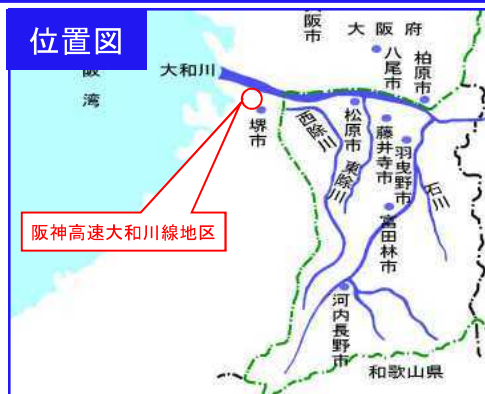 位置図
大阪市
大阪府
八尾市
柏原市
大和川
阪湾
堺市
西除川
松原市
東除川
藤井寺市
羽曳野市
石川
富田林市
阪神高速大和川線地区
河内長野市
和歌山県